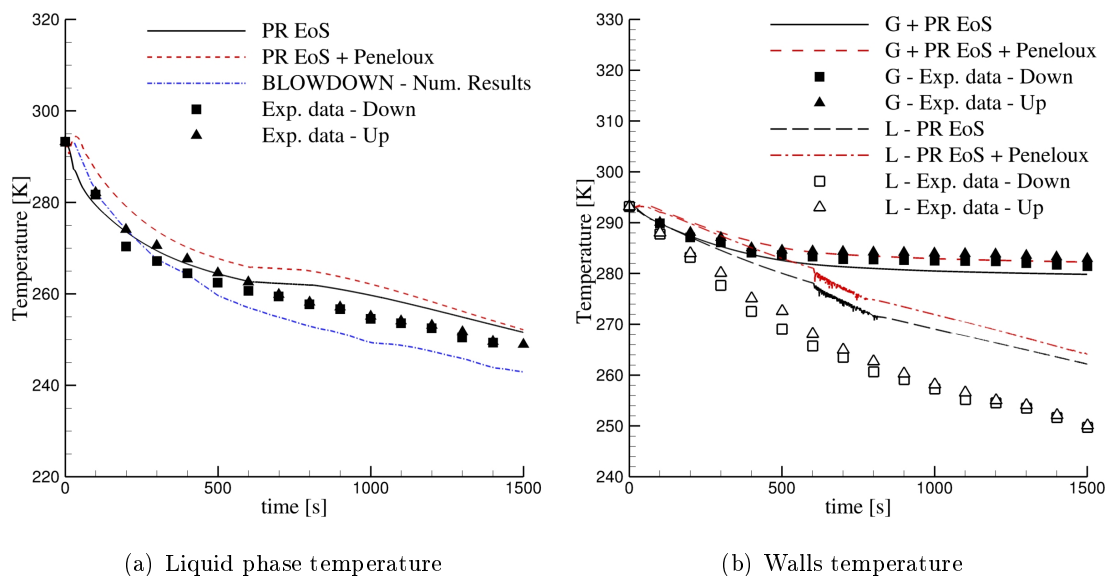 320
300
280
260
240
220
0
500
1000
1500
Temperature [K]
time [s]
PR EoS
PR EoS + Peneloux
BLOWDOWN - Num. Results
Exp. data - Down
Exp. data - Up
(a) Liquid phase temperature
330
320
310
300
290
280
270
260
250
240
0
500
1000
1500
Temperature [K]
time [s]
G + PR EoS
G + PR EoS + Peneloux
G - Exp. data - Down
G - Exp. data - Up
L - PR EoS
L - PR EoS + Peneloux
L - Exp. data - Down
L - Exp. data - Up
(b) Walls temperature